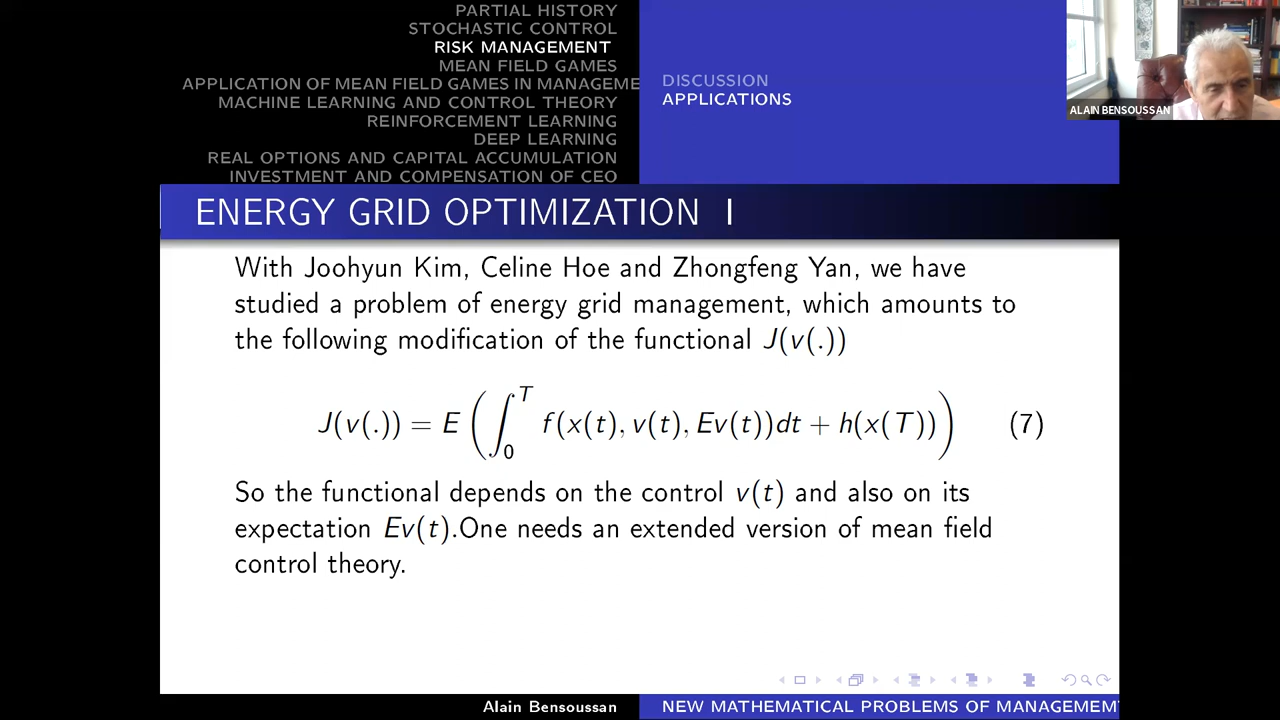 PARTIAL HISTORY
STOCHASTIC CONTROL
RISK MANAGEMENT
MEAN FIELD GAMES
APPLICATION OF MEAN FIELD GAMES IN MANAGEME
MACHINE LEARNING AND CONTROL THEORY
REINFORCEMENT LEARNING
DEEP LEARNING
REAL OPTIONS AND CAPITAL ACCUMULATION
INVESTMENT AND COMPENSATION OF CEO
DISCUSSION
APPLICATIONS
ALAIN BENSOUSSAN
ENERGY GRID OPTIMIZATION I
With Joohyun Kim, Celine Hoe and Zhongfeng Yan, we have
studied a problem of energy grid management, which amounts to
the following modification of the functional J(v(.))
J(v(.)) = E (∫₀ᵀ f(x(t), v(t), Ev(t))dt + h(x(T))) (7)
So the functional depends on the control v(t) and also on its
expectation Ev(t).One needs an extended version of mean field
control theory.
Alain Bensoussan
NEW MATHEMATICAL PROBLEMS OF MANAGEMENT